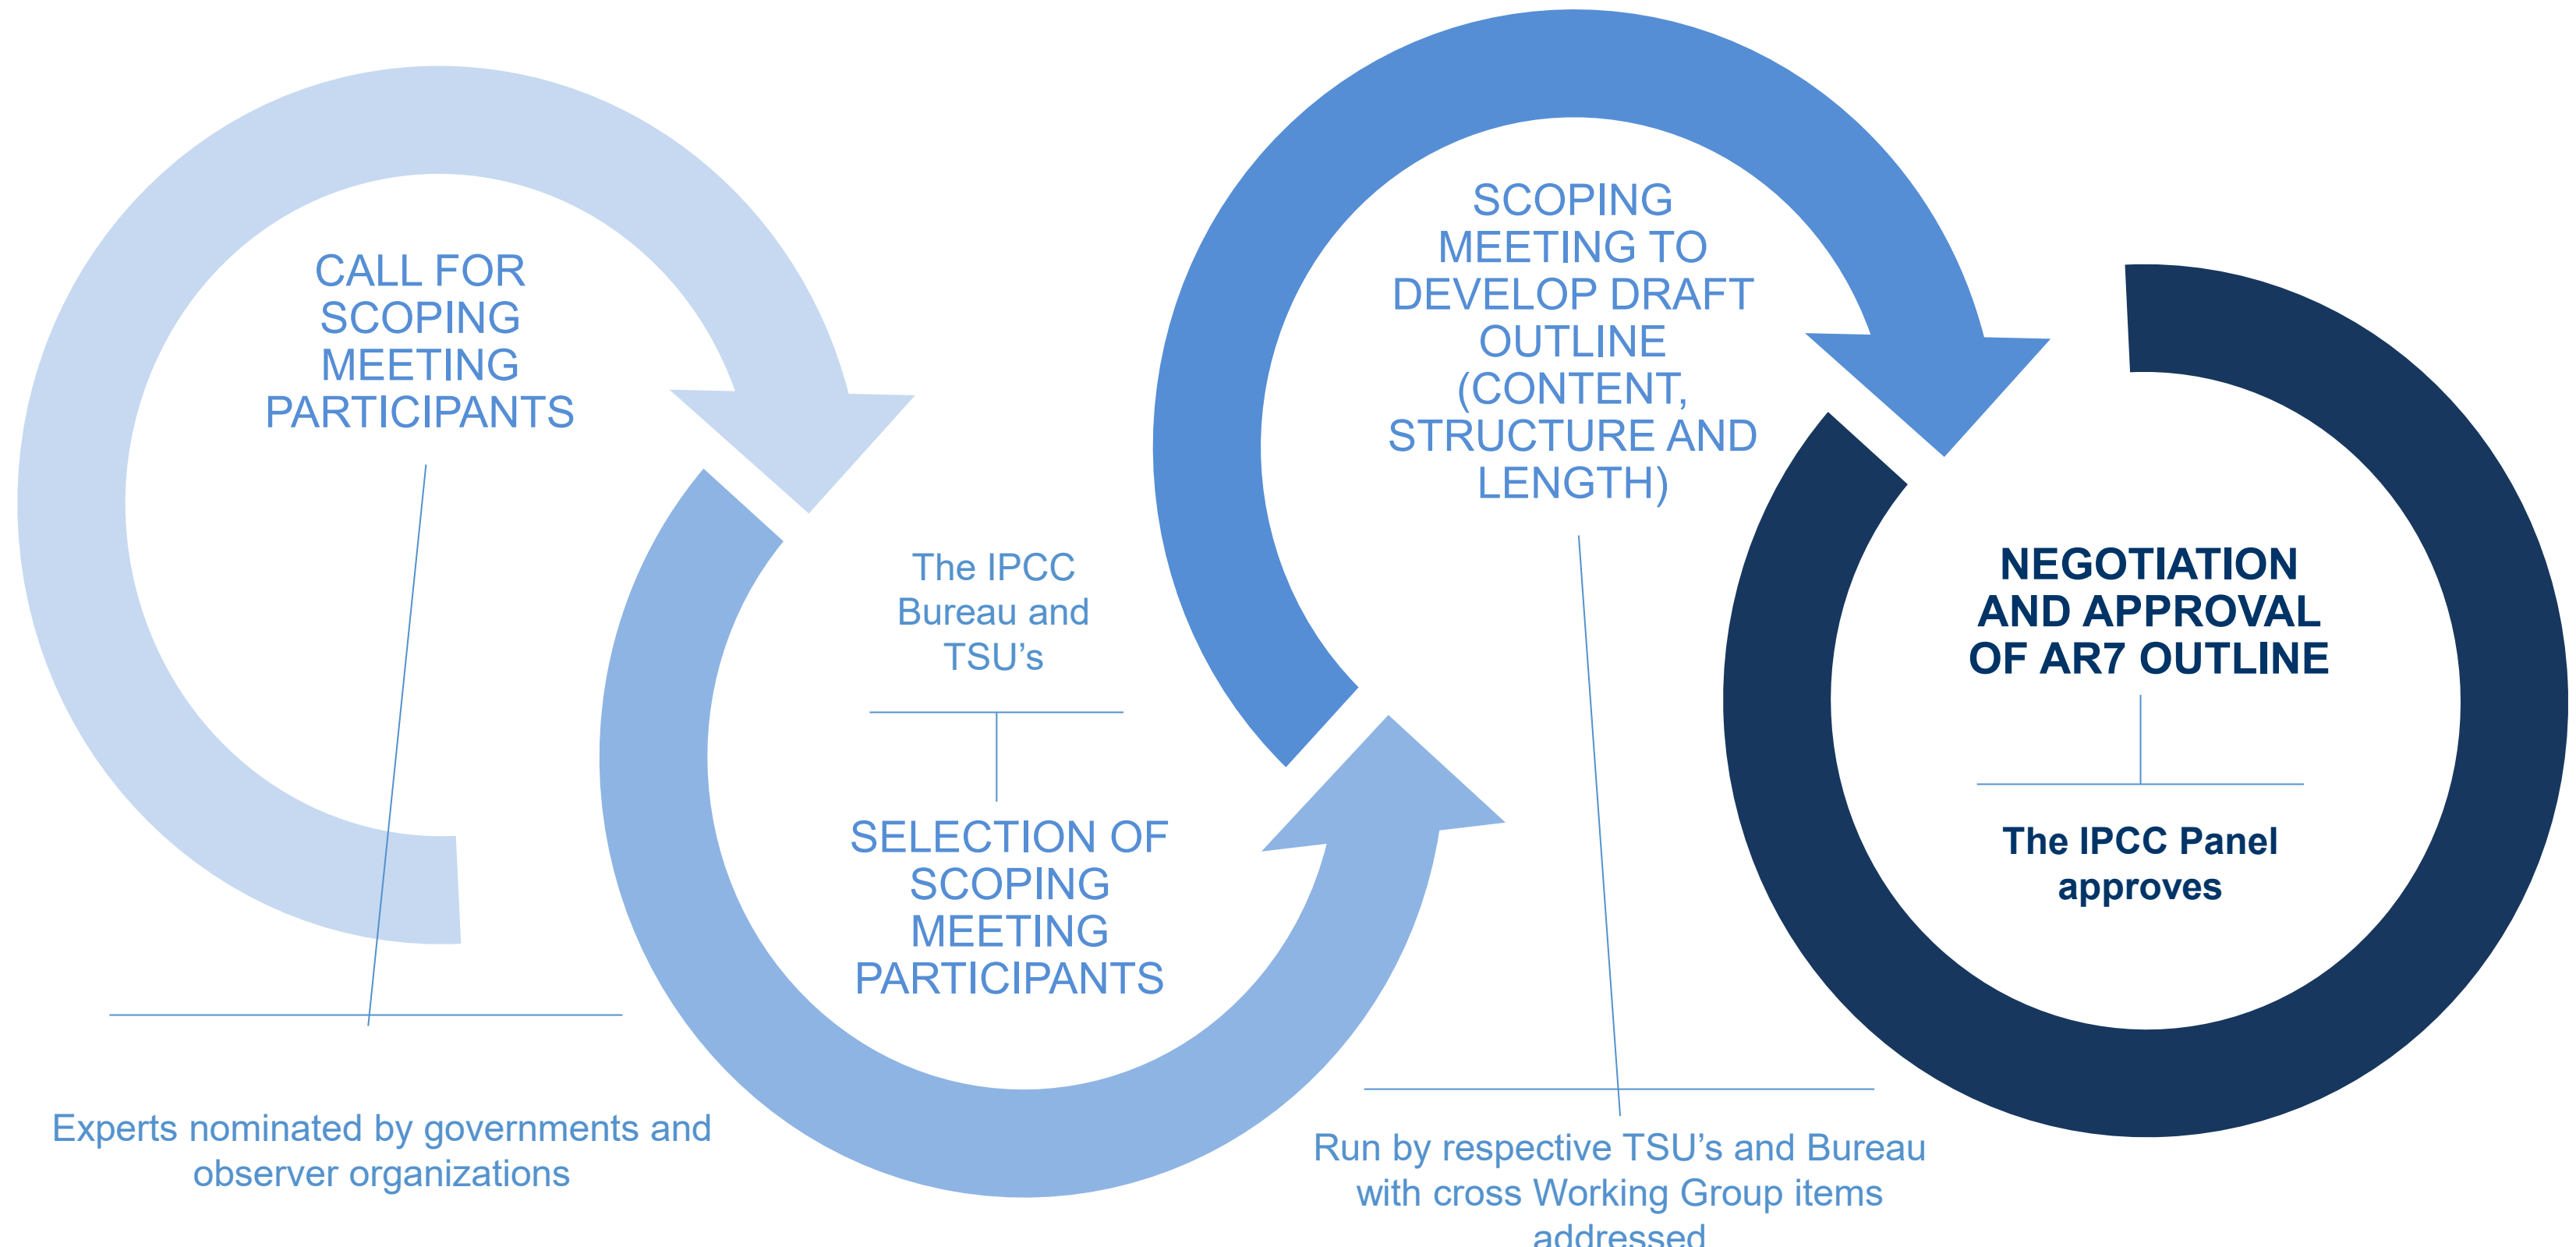 CALL FOR
SCOPING
MEETING
PARTICIPANTS
Experts nominated by governments and
observer organizations
The IPCC
Bureau and
TSU’s
SELECTION OF
SCOPING
MEETING
PARTICIPANTS
SCOPING
MEETING TO
DEVELOP DRAFT
OUTLINE
(CONTENT,
STRUCTURE AND
LENGTH)
Run by respective TSU’s and Bureau
with cross Working Group items
addressed
NEGOTIATION
AND APPROVAL
OF AR7 OUTLINE
The IPCC Panel
approves